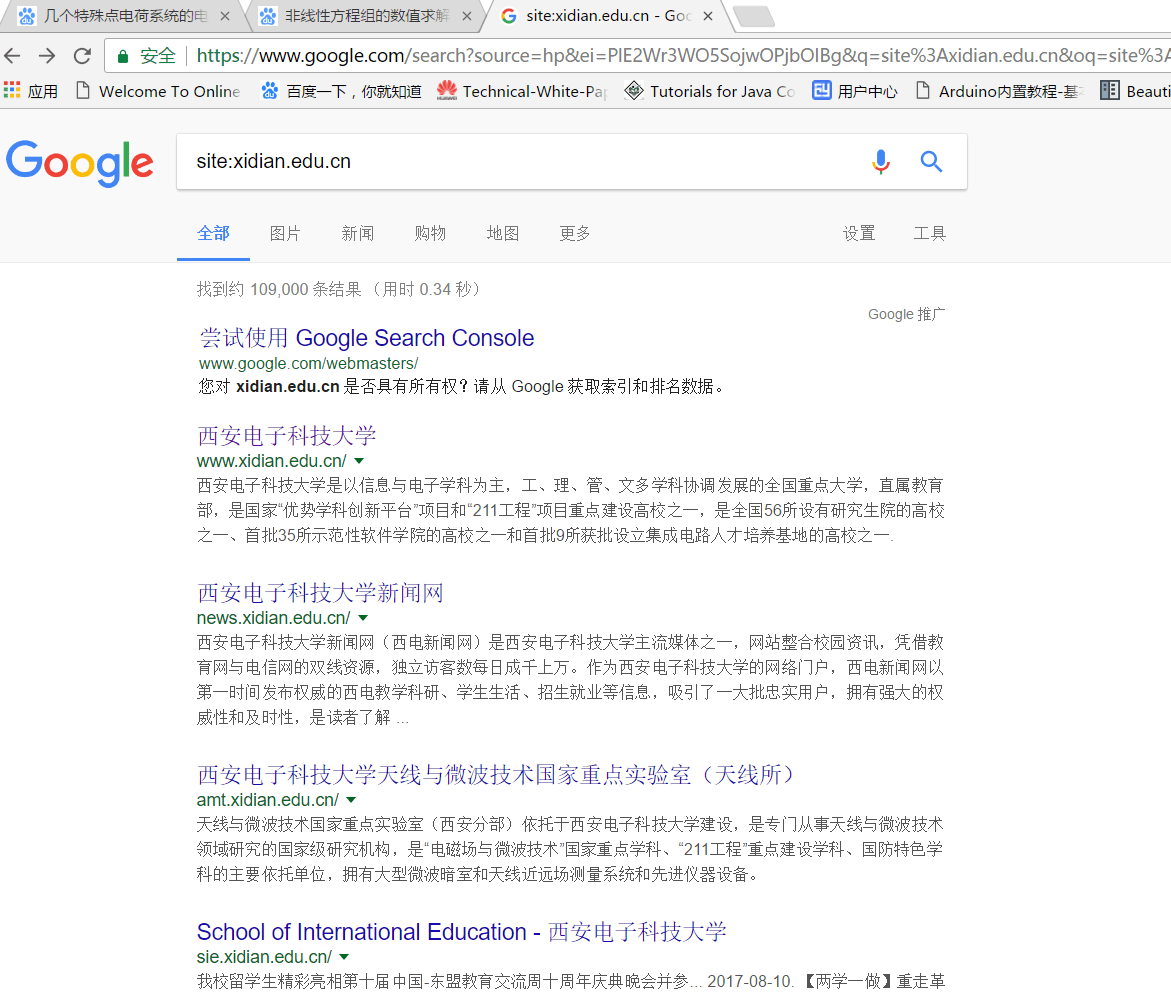 几个特殊点电荷系统的电
非线性方程组的数值求解
site:xidian.edu.cn - Goo
安全 https://www.google.com/search?source=hp&ei=PIE2Wr3WO5SojwOPjbOIBg&q=site%3Axidian.edu.cn&oq=site%3A
应用 Welcome To Online 百度一下，你就知道 Technical-White-Pap Tutorials for Java Co 用户中心 Arduino内置教程-基 Beauti
Google site:xidian.edu.cn
全部 图片 新闻 购物 地图 更多 设置 工具
找到约 109,000 条结果 （用时 0.34 秒）
Google 推广
尝试使用 Google Search Console
www.google.com/webmasters/
您对 xidian.edu.cn 是否具有所有权？请从 Google 获取索引和排名数据。
西安电子科技大学
www.xidian.edu.cn/
西安电子科技大学是以信息与电子学科为主，工、理、管、文多学科协调发展的全国重点大学，直属教育
部，是国家“优势学科创新平台”项目和“211工程”项目重点建设高校之一，是全国56所设有研究生院的高校
之一、首批35所示范性软件学院的高校之一和首批9所获批设立集成电路人才培养基地的高校之一.
西安电子科技大学新闻网
news.xidian.edu.cn/
西安电子科技大学新闻网（西电新闻网）是西安电子科技大学主流媒体之一，网站整合校园资讯，凭借教
育网与电信网的双线资源，独立访客数每日成千上万。作为西安电子科技大学的网络门户，西电新闻网以
第一时间发布权威的西电教学科研、学生生活、招生就业等信息，吸引了一大批忠实用户，拥有强大的权
威性和及时性，是读者了解 ...
西安电子科技大学天线与微波技术国家重点实验室（天线所）
amt.xidian.edu.cn/
天线与微波技术国家重点实验室（西安分部）依托于西安电子科技大学建设，是专门从事天线与微波技术
领域研究的国家级研究机构，是“电磁场与微波技术”国家重点学科、“211工程”重点建设学科、国防特色学
科的主要依托单位，拥有大型微波暗室和天线近远场测量系统和先进仪器设备。
School of International Education - 西安电子科技大学
sie.xidian.edu.cn/
我校留学生精彩亮相第十届中国-东盟教育交流周十周年庆典晚会并参... 2017-08-10. 【两学一做】重走革